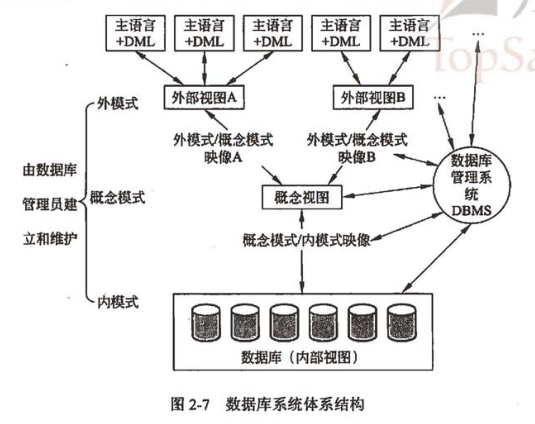 主语言
+DML
主语言
+DML
主语言
+DML
主语言
+DML
主语言
+DML
...
TopSa
外部视图A
外部视图B
...
外模式
外模式/概念模式
映像A
外模式/概念模式
映像B
数据库
管理系
统
DBMS
由数据库
管理员建
立和维护
概念模式
概念视图
概念模式/内模式映像
内模式
数据库（内部视图）
图 2-7 数据库系统体系结构